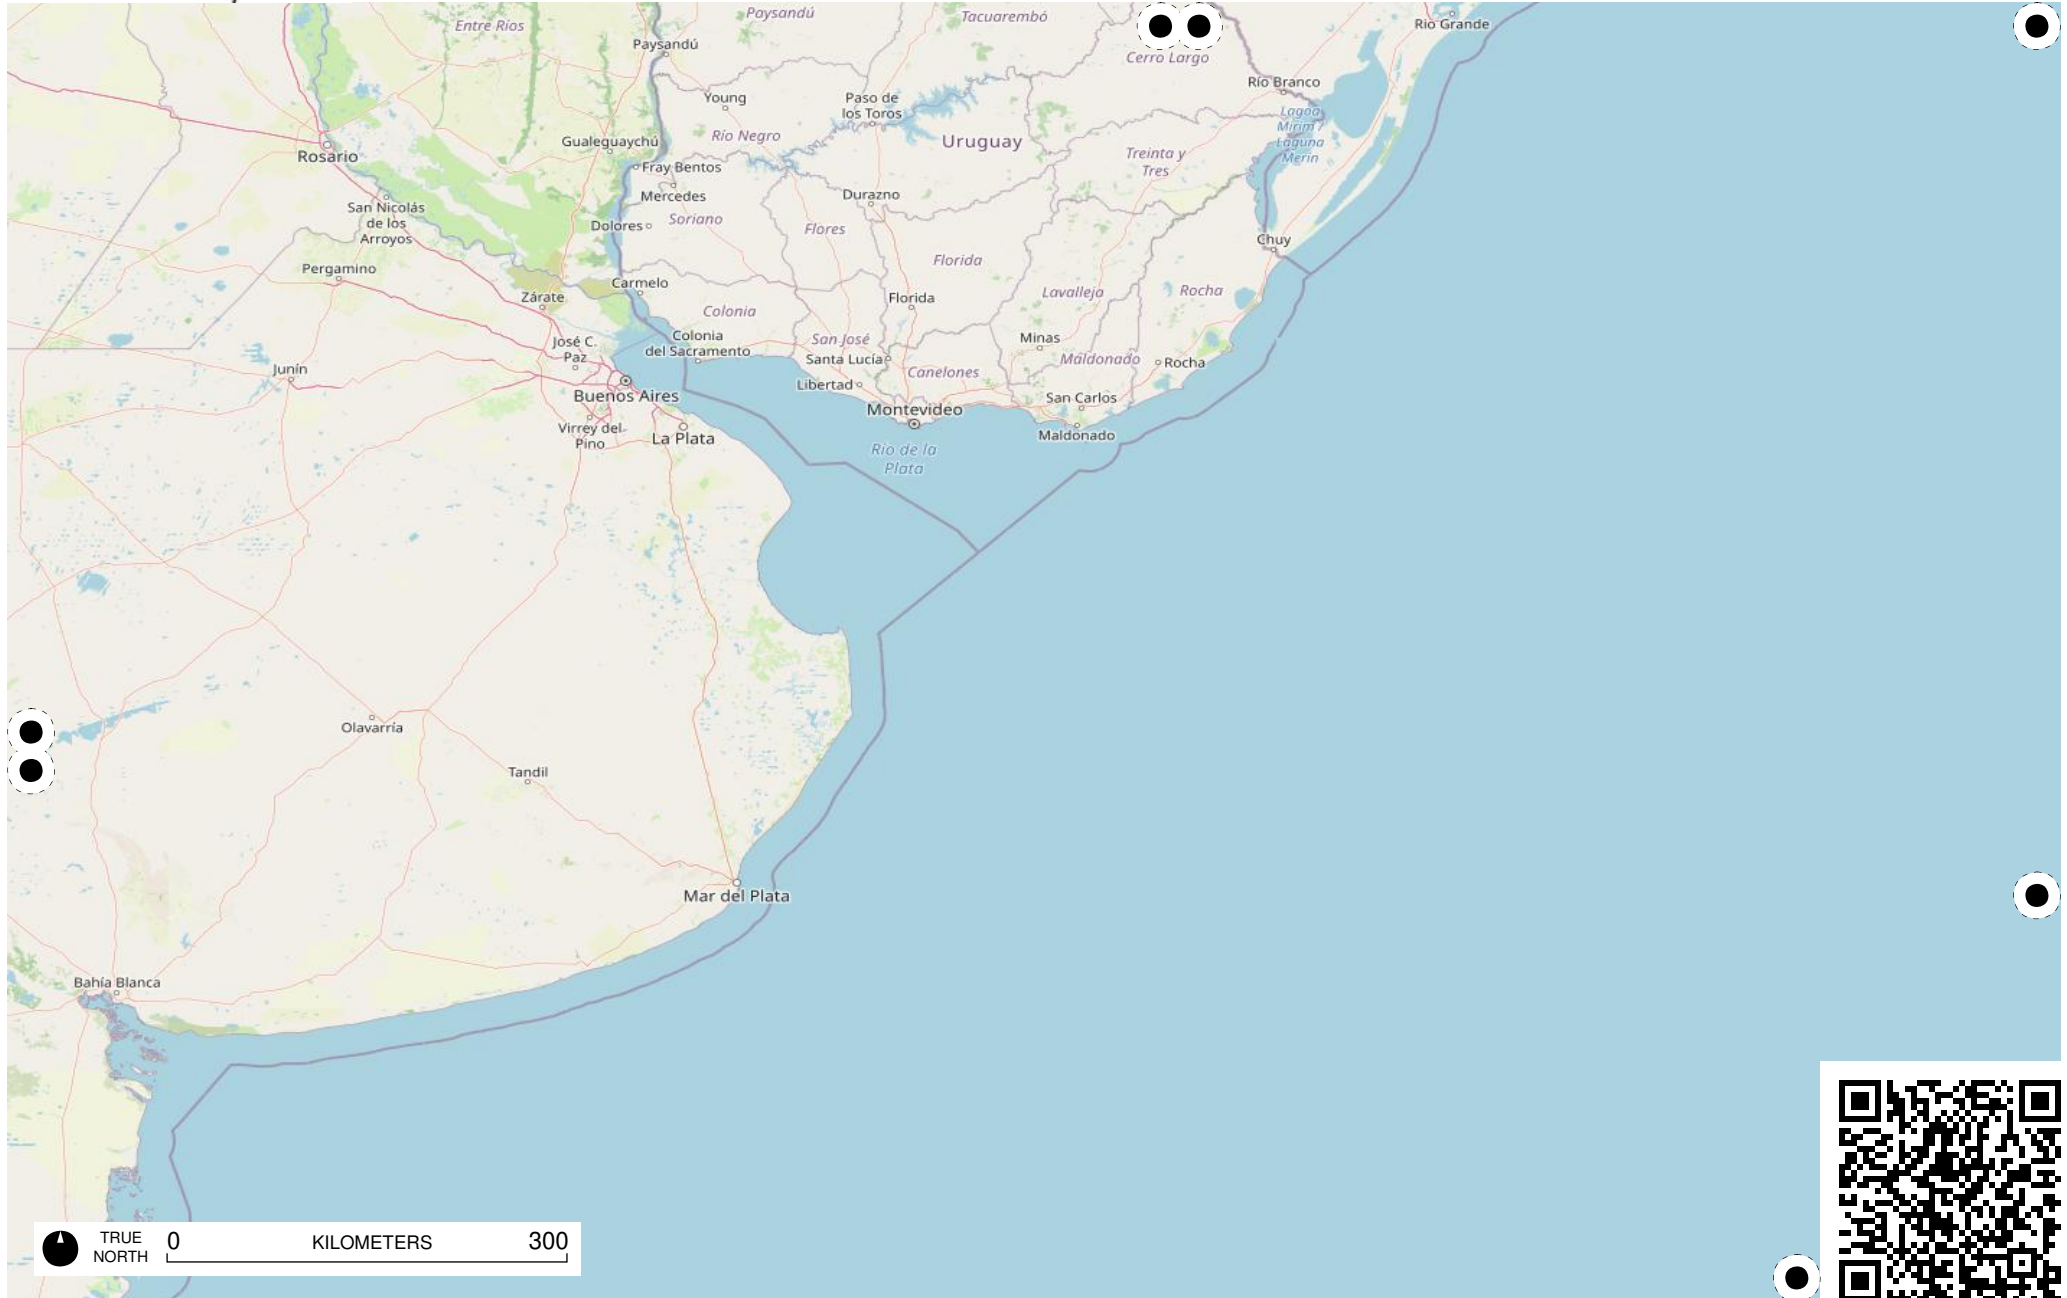 Entre Ríos
Paysandú
Tacuarembó
Rio Grande
Paysandú
Cerro Largo
Río Branco
Young
Paso de
los Toros
Lagoa
Mirim /
Laguna
Merín
Río Negro
Uruguay
Gualeguaychú
Rosario
Treinta y
Tres
Fray Bentos
Mercedes
Durazno
San Nicolás
de los
Arroyos
Soriano
Dolores
Flores
Chuy
Pergamino
Florida
Carmelo
Zárate
Florida
Lavalleja
Rocha
Colonia
José C.
Paz
Colonia
del Sacramento
San José
Santa Lucía
Minas
Maldonado
Rocha
Junín
Canelones
Libertad
Buenos Aires
San Carlos
Montevideo
Virrey del
Pino
La Plata
Maldonado
Río de la
Plata
Olavarría
Tandil
Mar del Plata
Bahía Blanca
TRUE
NORTH
0 KILOMETERS 300